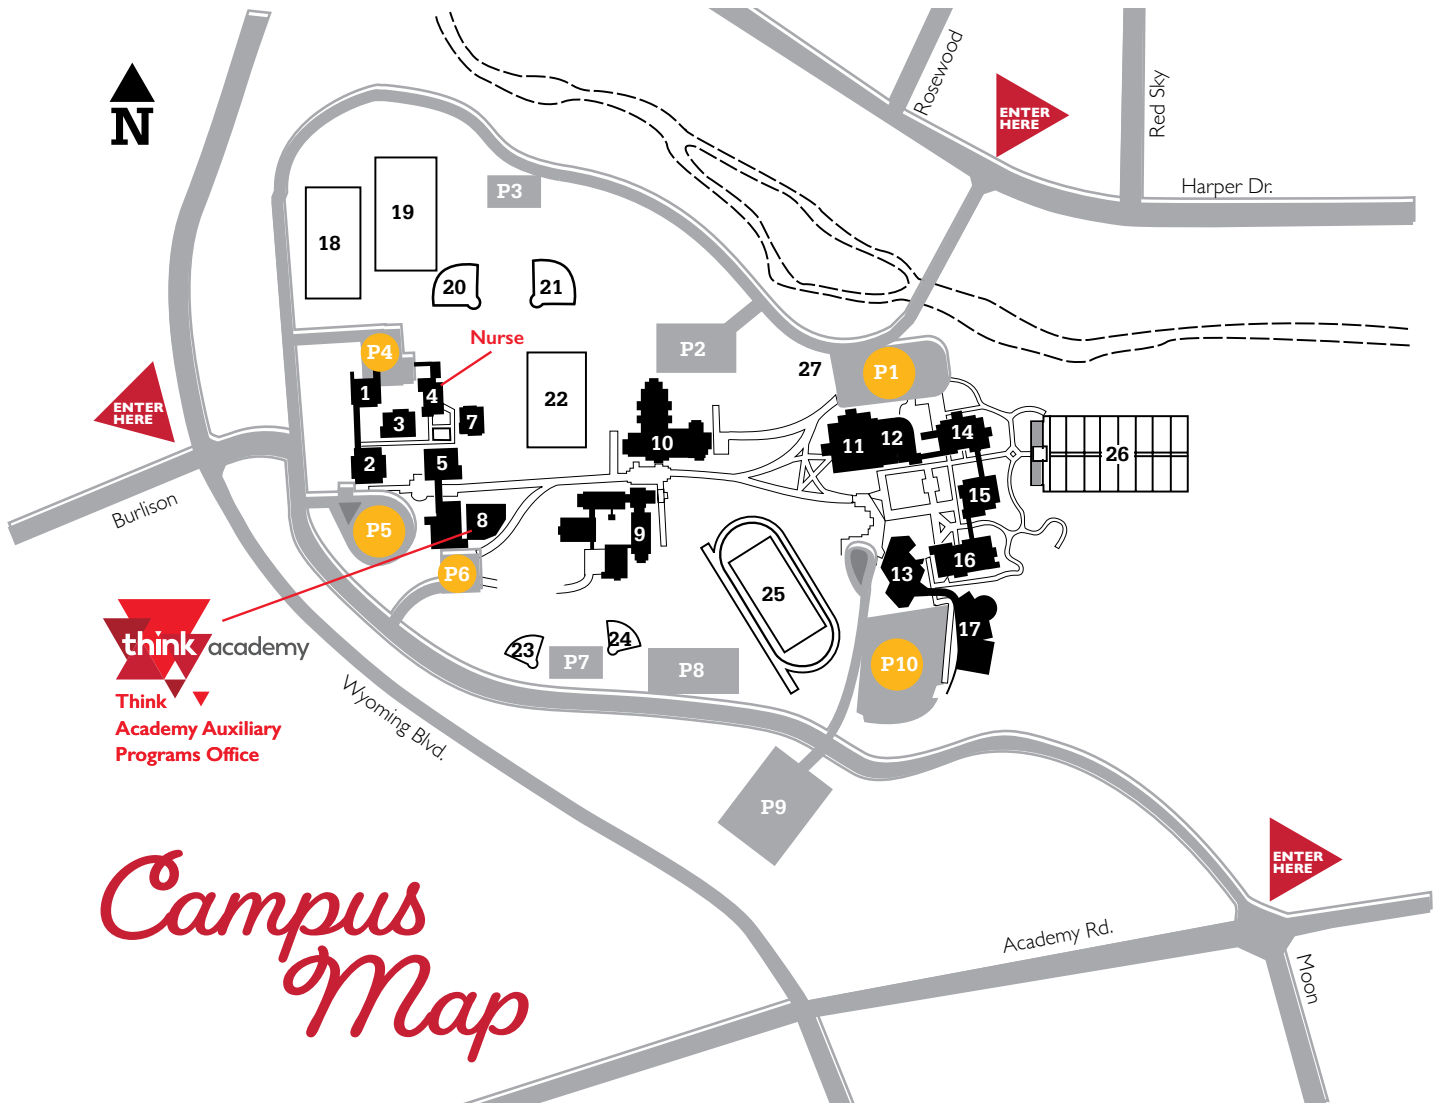 Rosewood
Red Sky
ENTER
HERE
Harper Dr.
N
P3
19
18
20
21
Nurse
P4
P2
27
P1
ENTER
HERE
1
4
3
7
22
10
11
12
14
26
2
5
15
Burlison
P5
8
9
16
P6
13
25
17
think academy
23
24
P7
P8
P10
Think
Academy Auxiliary
Programs Office
Wyoming Blvd.
P9
ENTER
HERE
Campus
Map
Academy Rd.
Moon